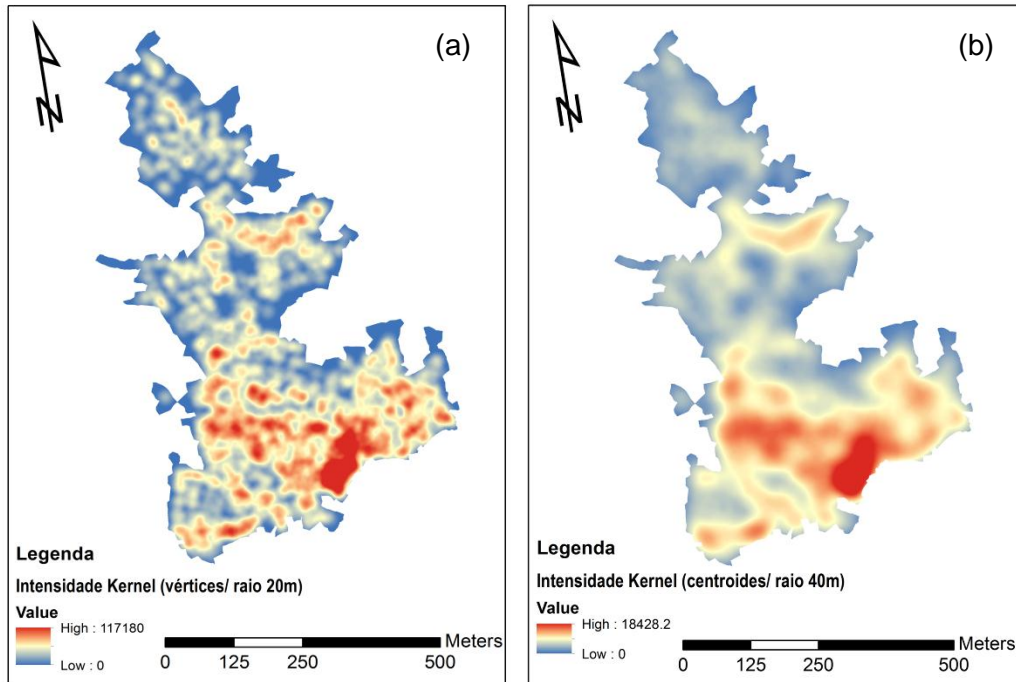 (a)
N
Legenda
Intensidade Kernel (vértices/ raio 20m)
Value
High : 117180
Low : 0
Meters
0 125 250 500
(b)
N
Legenda
Intensidade Kernel (centroides/ raio 40m)
Value
High : 18428.2
Low : 0
Meters
0 125 250 500